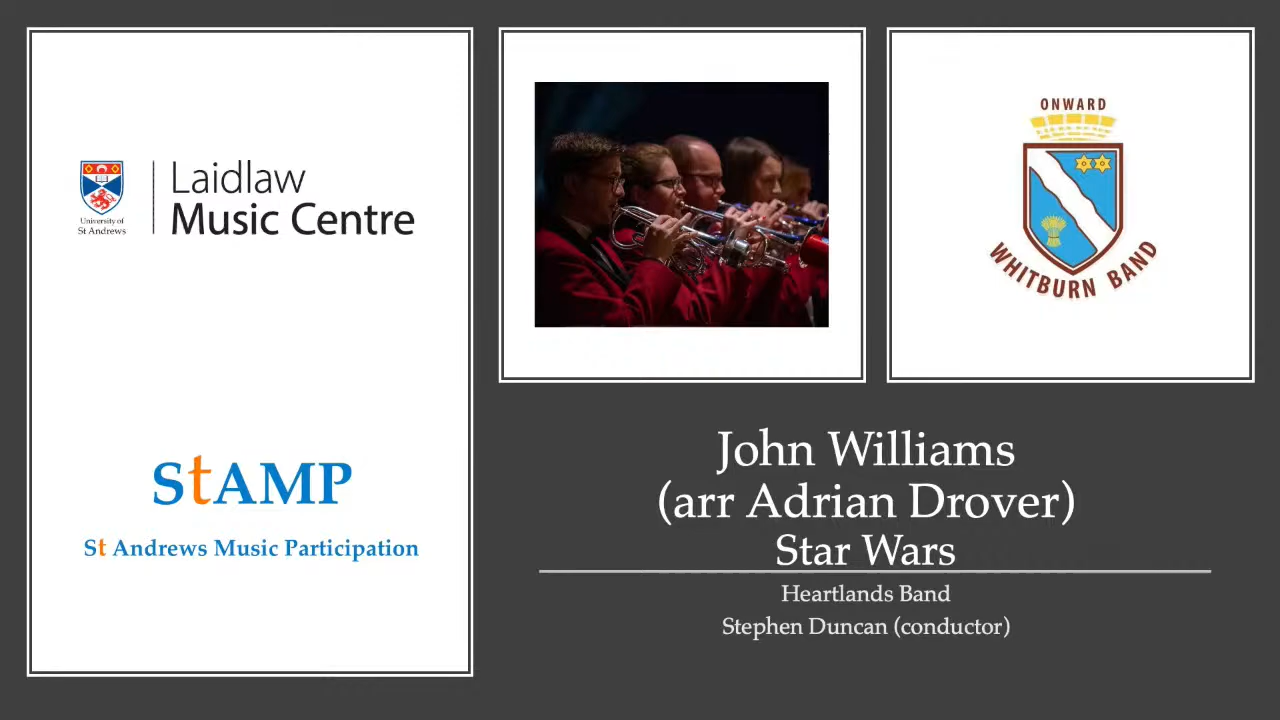 University of
St Andrews
Laidlaw
Music Centre
StAMP
St Andrews Music Participation
ONWARD
WHITBURN BAND
John Williams
(arr Adrian Drover)
Star Wars
Heartlands Band
Stephen Duncan (conductor)